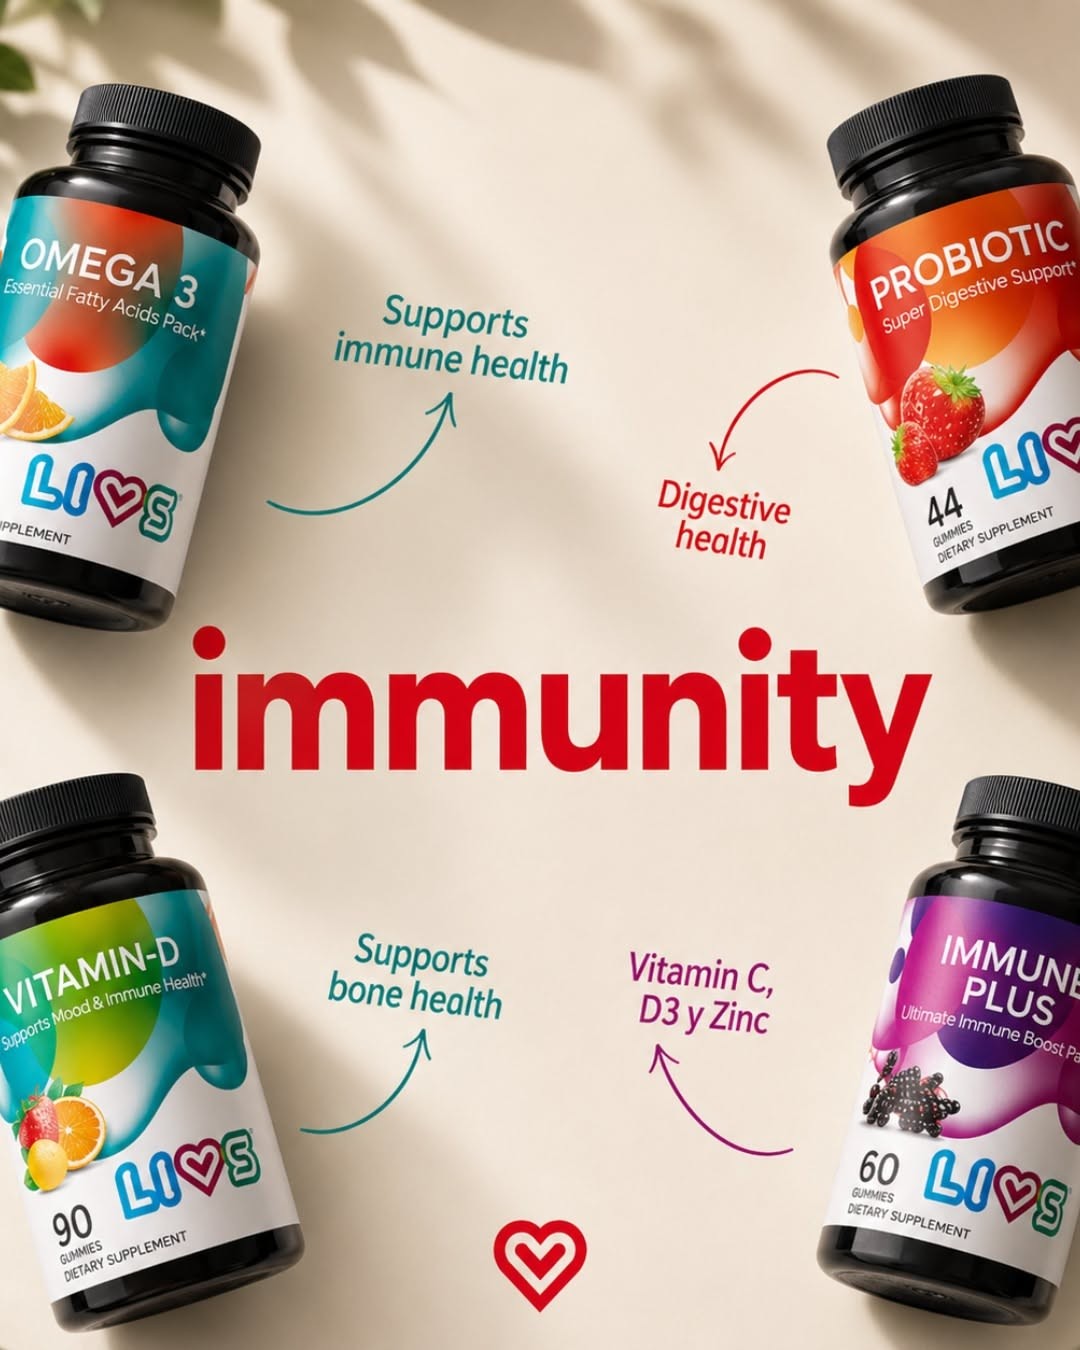 OMEGA 3
Essential Fatty Acids Pack*
LIVS
SUPPLEMENT
PROBIOTIC
Super Digestive Support*
44
GUMMIES
DIETARY SUPPLEMENT
LIV
Supports
immune health
Digestive
health
immunity
VITAMIN-D
Supports Mood & Immune Health*
LIVS
90
GUMMIES
DIETARY SUPPLEMENT
Supports
bone health
Vitamin C,
D3 y Zinc
IMMUNE
PLUS
Ultimate Immune Boost Pa
60
GUMMIES
DIETARY SUPPLEMENT
LIVS